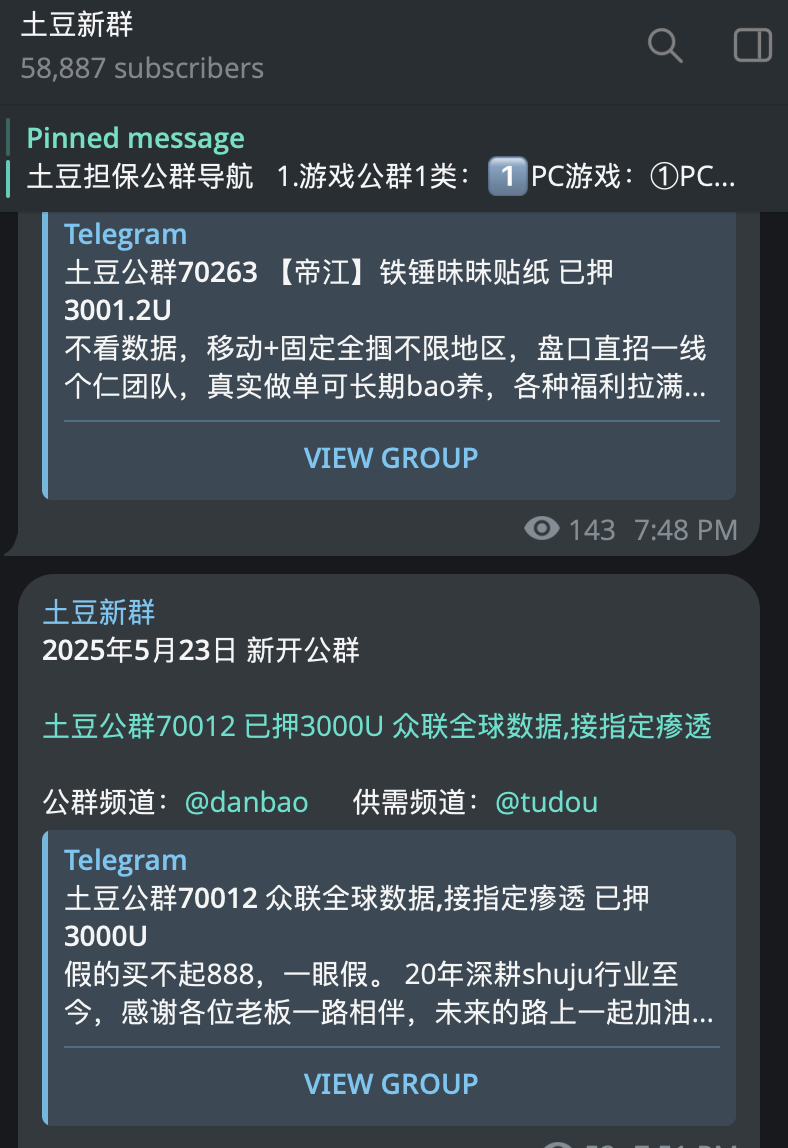 土豆新群
58,887 subscribers
Pinned message
土豆担保公群导航 1.游戏公群1类：1️⃣PC游戏：①PC...
Telegram
土豆公群70263 【帝江】铁锤昧昧贴纸 已押
3001.2U
不看数据，移动+固定全掴不限地区，盘口直招一线
个仁团队，真实做单可长期bao养，各种福利拉满...
VIEW GROUP
143 7:48 PM
土豆新群
2025年5月23日 新开公群
土豆公群70012 已押3000U 众联全球数据,接指定瘆透
公群频道：@danbao 供需频道：@tudou
Telegram
土豆公群70012 众联全球数据,接指定瘆透 已押
3000U
假的买不起888，一眼假。 20年深耕shuju行业至
今，感谢各位老板一路相伴，未来的路上一起加油...
VIEW GROUP